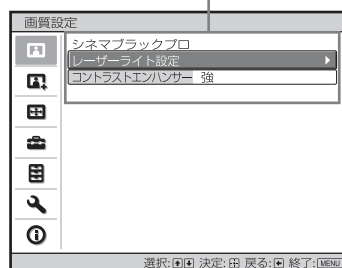 画質設定
シネマブラックプロ
レーザーライト設定
コントラストエンハンサー 強
選択: 決定: 戻る: 終了:MENU